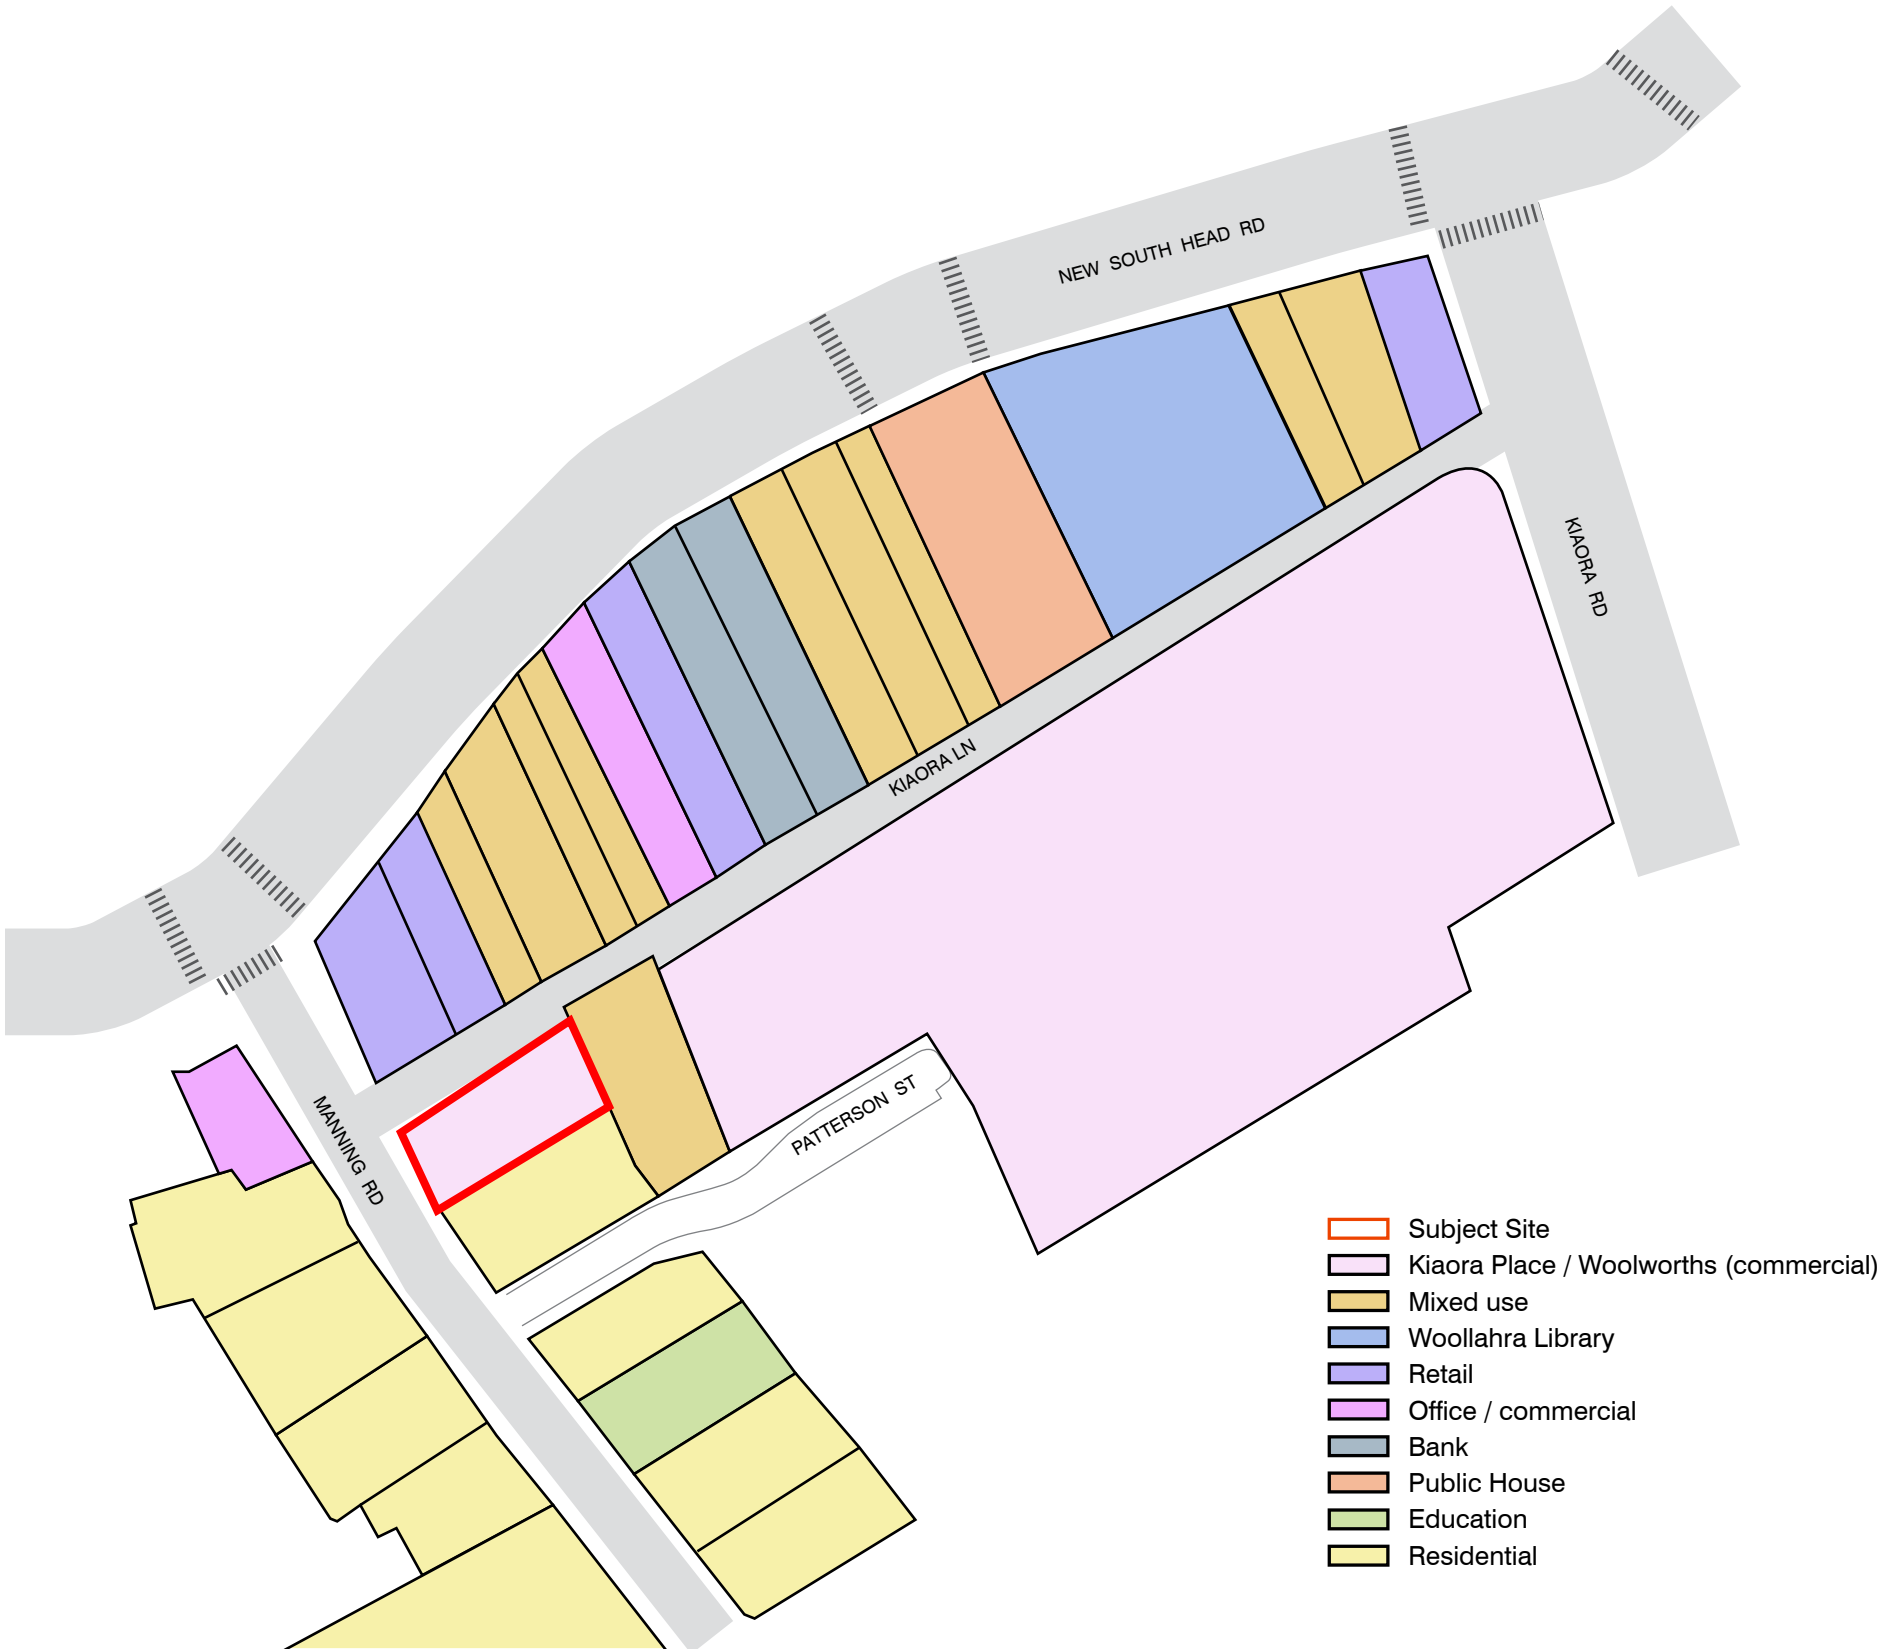 NEW SOUTH HEAD RD
KIAORA RD
KIAORA LN
PATTERSON ST
MANNING RD
Subject Site
Kiaora Place / Woolworths (commercial)
Mixed use
Woollahra Library
Retail
Office / commercial
Bank
Public House
Education
Residential